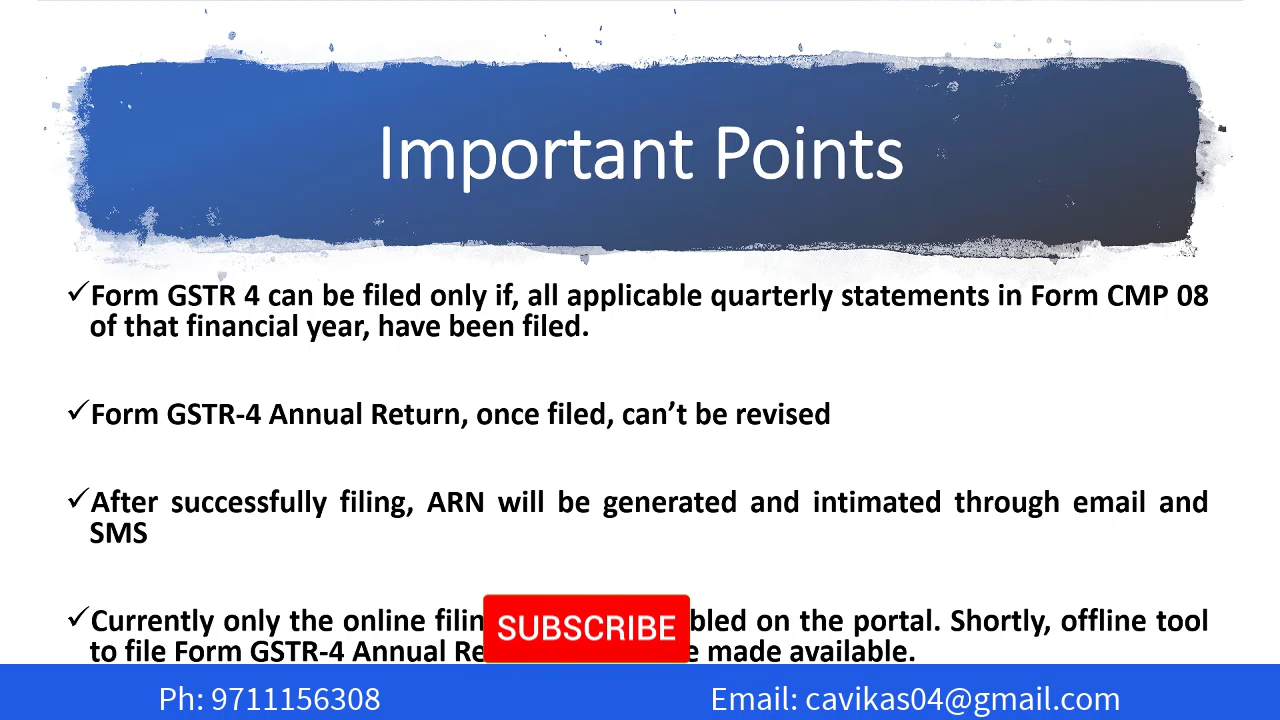 Important Points
✓Form GSTR 4 can be filed only if, all applicable quarterly statements in Form CMP 08
of that financial year, have been filed.
✓Form GSTR-4 Annual Return, once filed, can’t be revised
✓After successfully filing, ARN will be generated and intimated through email and
SMS
✓Currently only the online SUBSCRIBE on the portal. Shortly, offline tool
to file Form GSTR-4 Annual made available.
Ph: 9711156308 Email: cavikas04@gmail.com